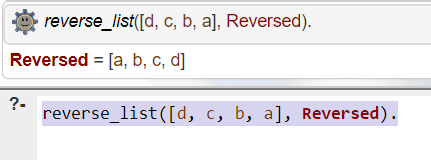 reverse_list([d, c, b, a], Reversed).
Reversed = [a, b, c, d]
?- reverse_list([d, c, b, a], Reversed).